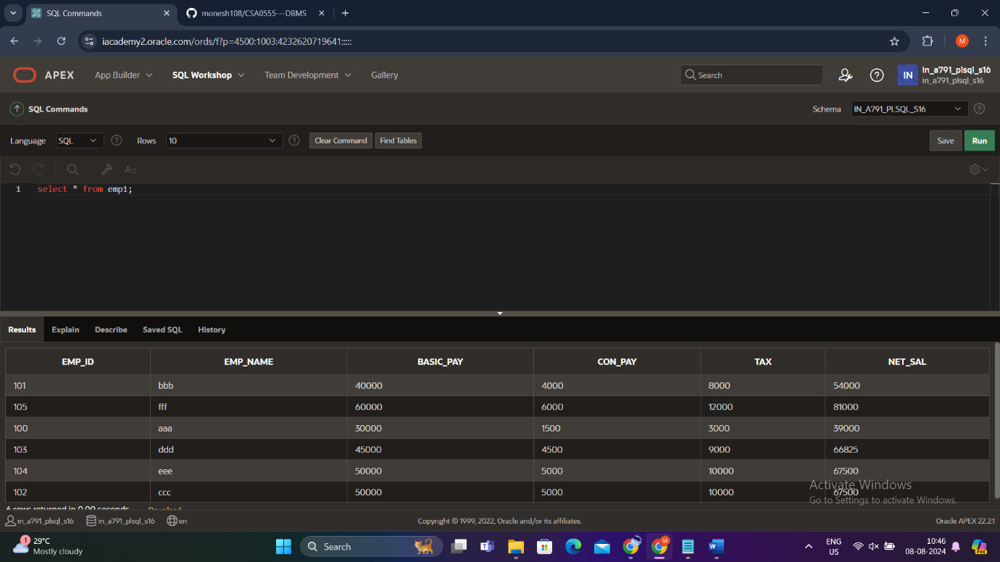 SQL Commands
monesh108/CSA0555---DBMS
iacademy2.oracle.com/ords/f?p=4500:1003:4232620719641:::::
M
APEX
App Builder
SQL Workshop
Team Development
Gallery
Search
IN
in_a791_plsql_s16
in_a791_plsql_s16
SQL Commands
Schema
IN_A791_PLSQL_S16
Language
SQL
Rows
10
Clear Command
Find Tables
Save
Run
1 select * from emp1;
Results Explain Describe Saved SQL History
EMP_ID EMP_NAME BASIC_PAY CON_PAY TAX NET_SAL
101 bbb 40000 4000 8000 54000
105 fff 60000 6000 12000 81000
100 aaa 30000 1500 3000 39000
103 ddd 45000 4500 9000 66825
104 eee 50000 5000 10000 67500
102 ccc 50000 5000 10000 67500
Activate Windows
Go to Settings to activate Windows.
6 rows returned in 0.00 seconds Download
in_a791_plsql_s16 in_a791_plsql_s16 en
Copyright © 1999, 2022, Oracle and/or its affiliates.
Oracle APEX 22.2.1
1
29°C
Mostly cloudy
Search
ENG
US
10:46
08-08-2024
PRE